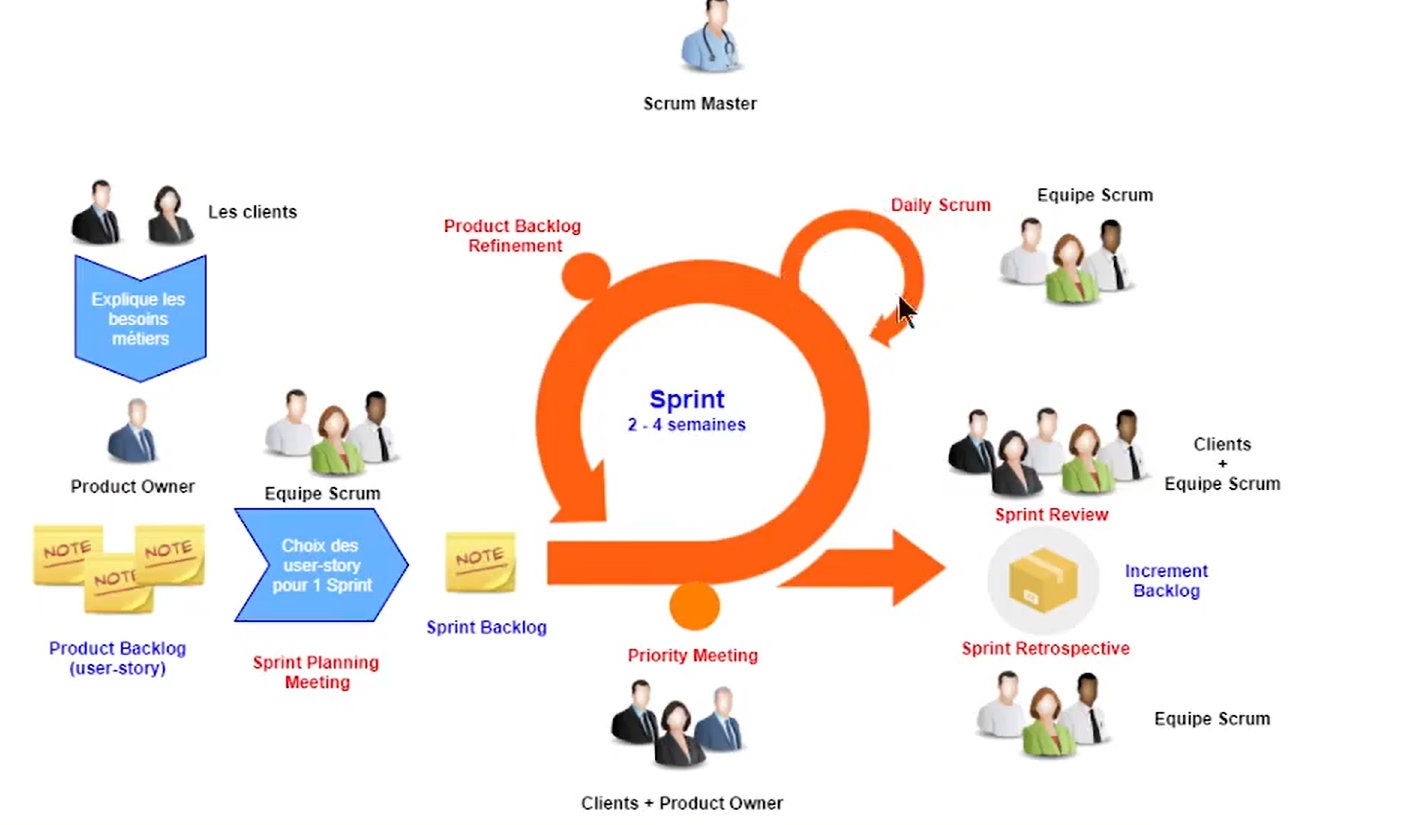 Scrum Master
Les clients
Explique les
besoins
métiers
Product Owner
NOTE
NOTE
NOTE
Product Backlog
(user-story)
Equipe Scrum
Choix des
user-story
pour 1 Sprint
Sprint Planning
Meeting
NOTE
Sprint Backlog
Product Backlog
Refinement
Sprint
2 - 4 semaines
Daily Scrum
Equipe Scrum
Priority Meeting
Clients + Product Owner
Clients
+
Equipe Scrum
Sprint Review
Increment
Backlog
Sprint Retrospective
Equipe Scrum